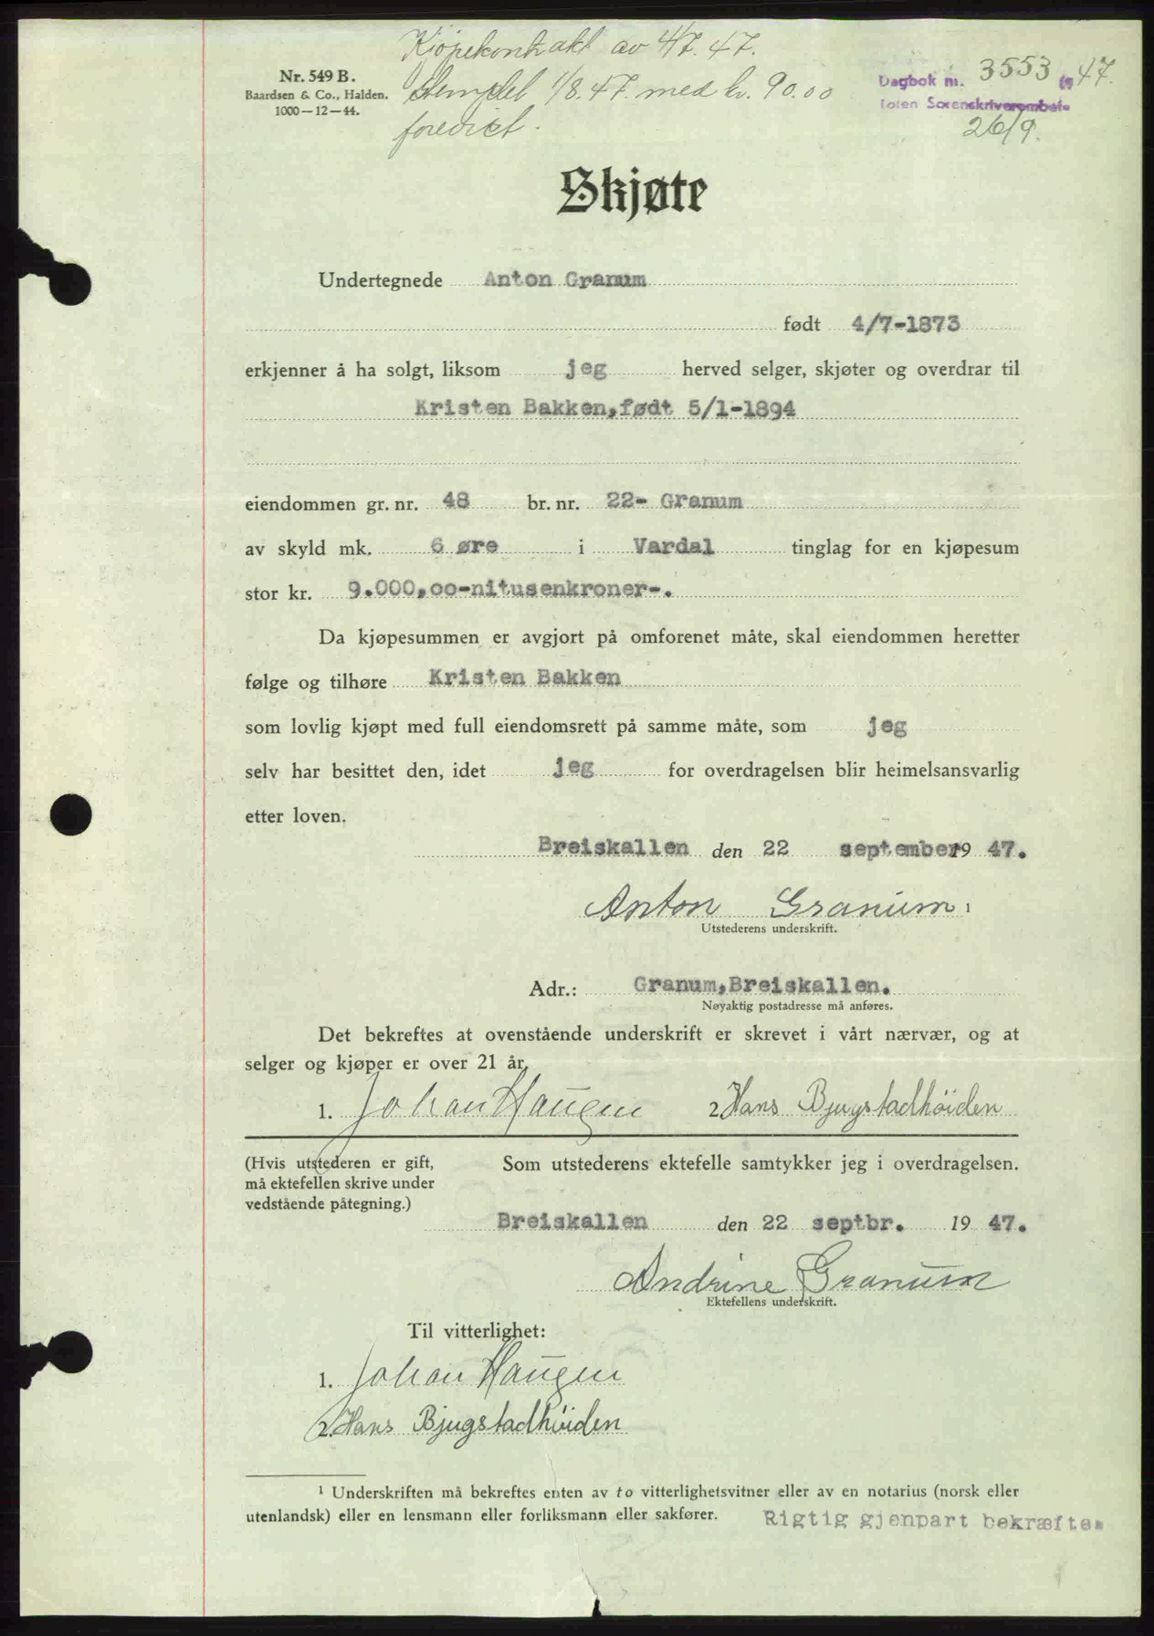 Kjøpekontrakt av 4/7.47.
Stemplet 1/8.47. med kr. 90.00
forevist.
Nr. 549 B.
Baardsen & Co., Halden.
1000—12—44.
Dagbok nr. 3553 19 47.
Toten Sorenskriverembete
26/9.
Skjøte
Undertegnede Anton Granum
født 4/7-1873
erkjenner å ha solgt, liksom jeg herved selger, skjøter og overdrar til
Kristen Bakken,født 5/1-1894
eiendommen gr. nr. 48 br. nr. 22- Granum
av skyld mk. 6 øre i Vardal tinglag for en kjøpesum
stor kr. 9.000,oo-nitusenkroner-.
Da kjøpesummen er avgjort på omforenet måte, skal eiendommen heretter
følge og tilhøre Kristen Bakken
som lovlig kjøpt med full eiendomsrett på samme måte, som jeg
selv har besittet den, idet jeg for overdragelsen blir heimelsansvarlig
etter loven.
Breiskallen den 22 september 19 47.
Anton Granum ¹
Utstederens underskrift.
Adr.: Granum,Breiskallen.
Nøyaktig postadresse må anføres.
Det bekreftes at ovenstående underskrift er skrevet i vårt nærvær, og at
selger og kjøper er over 21 år.
1. Johan Haugen 2 Hans Bjugstadhöiden
(Hvis utstederen er gift,
må ektefellen skrive under
vedstående påtegning.)
Som utstederens ektefelle samtykker jeg i overdragelsen.
Breiskallen den 22 septbr. 19 47.
Andrine Granum
Ektefellens underskrift.
Til vitterlighet:
1. Johan Haugen
2. Hans Bjugstadhöiden
¹ Underskriften må bekreftes enten av to vitterlighetsvitner eller av en notarius (norsk eller
utenlandsk) eller en lensmann eller forliksmann eller sakfører.
Rigtig gjenpart bekræftes